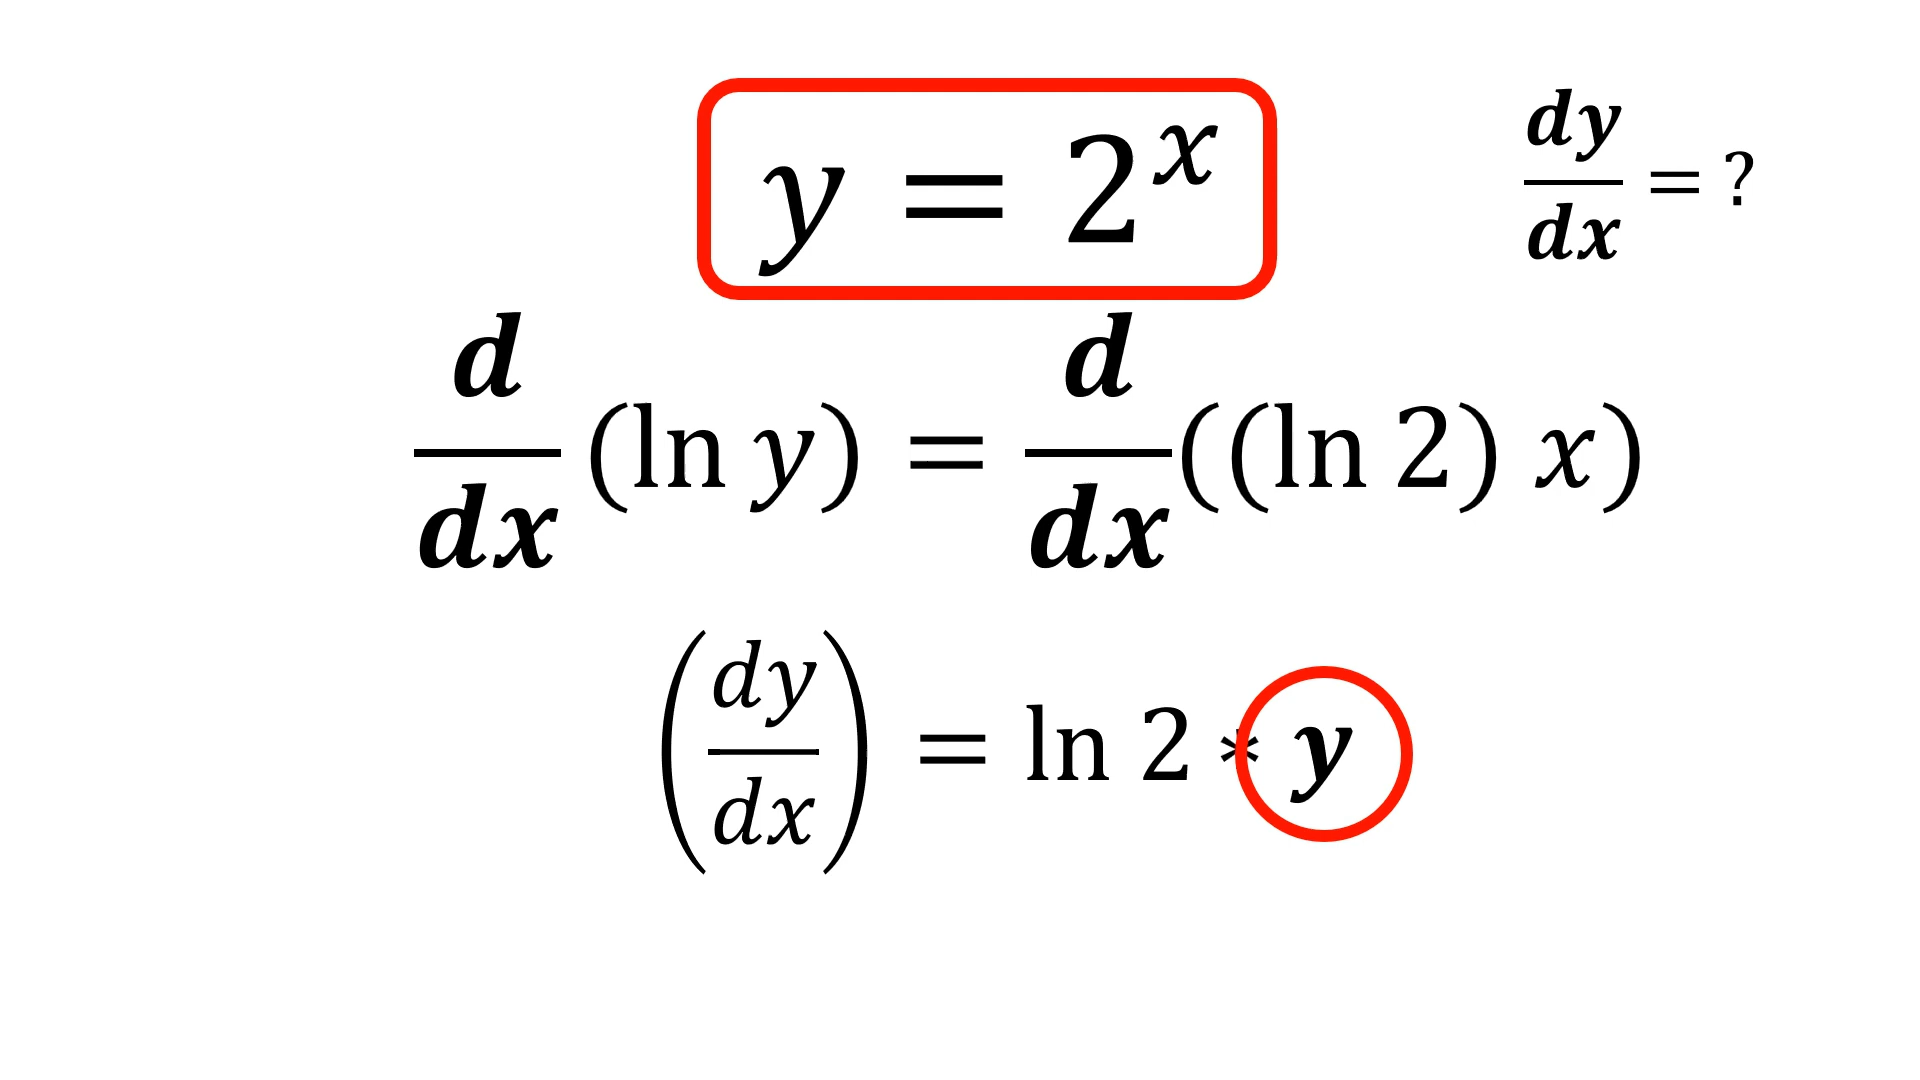 y = 2^x
dy/dx = ?
d/dx (ln y) = d/dx ((ln 2) x)
(dy/dx) = ln 2 * y